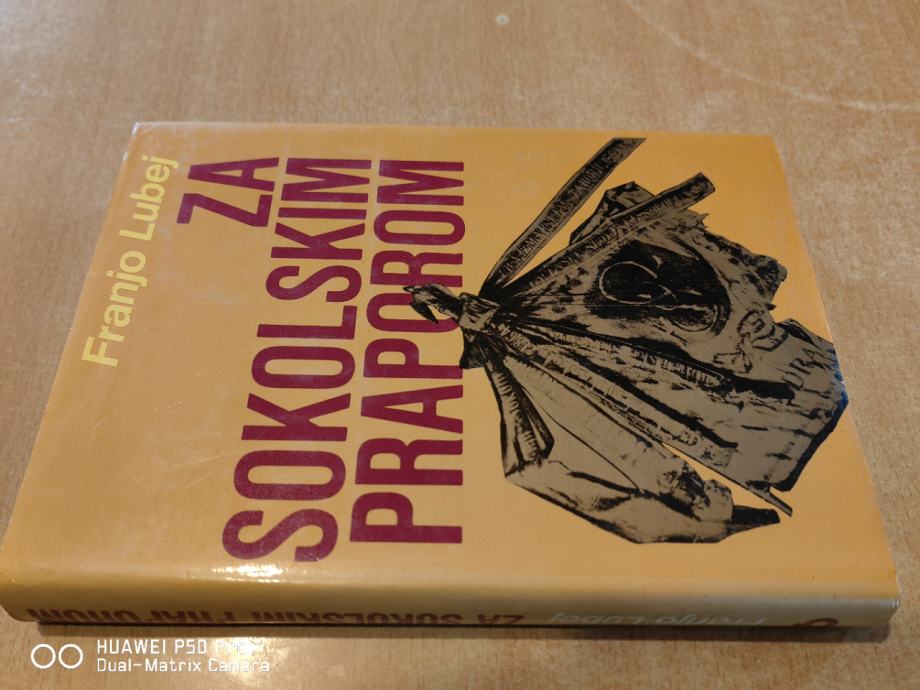 Franjo Lubej
ZA
SOKOLSKIM
PRAPOROM
Franjo Lubej ZA SOKOLSKIM PRAPOROM
HUAWEI P50 Pro
Dual-Matrix Camera